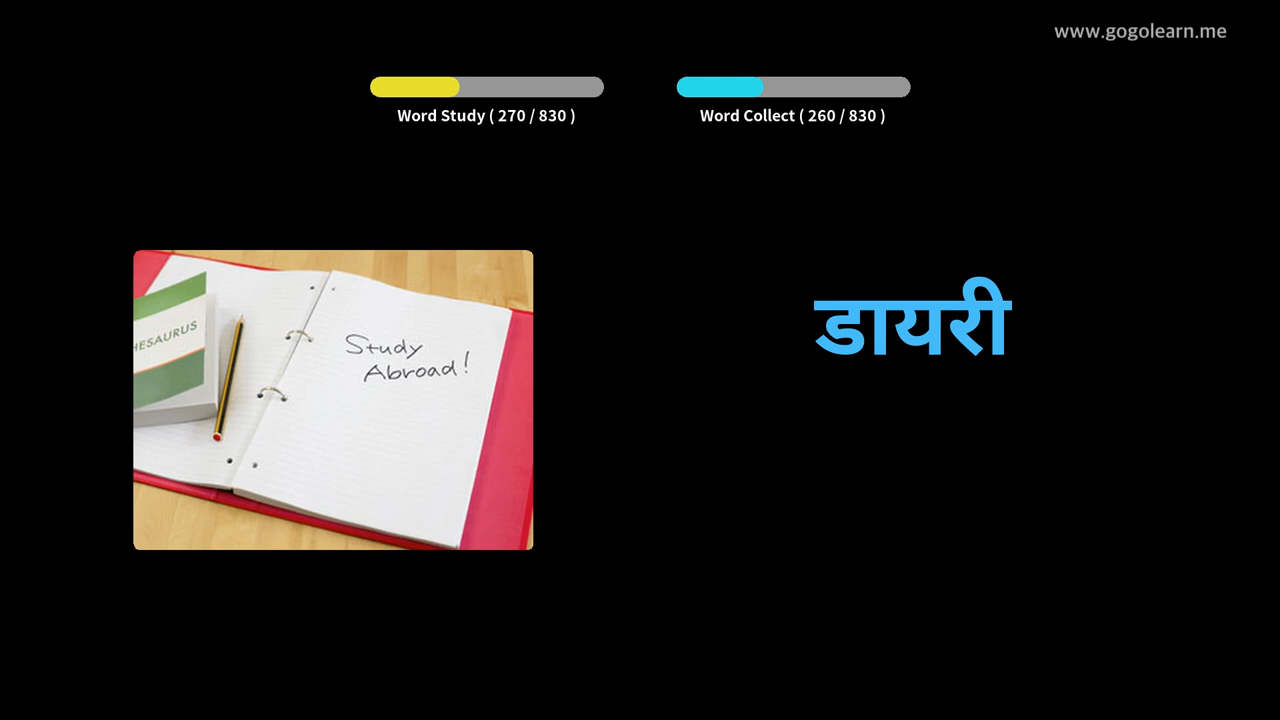 www.gogolearn.me
Word Study ( 270 / 830 )
Word Collect ( 260 / 830 )
HESAURUS
Study
Abroad!
डायरी